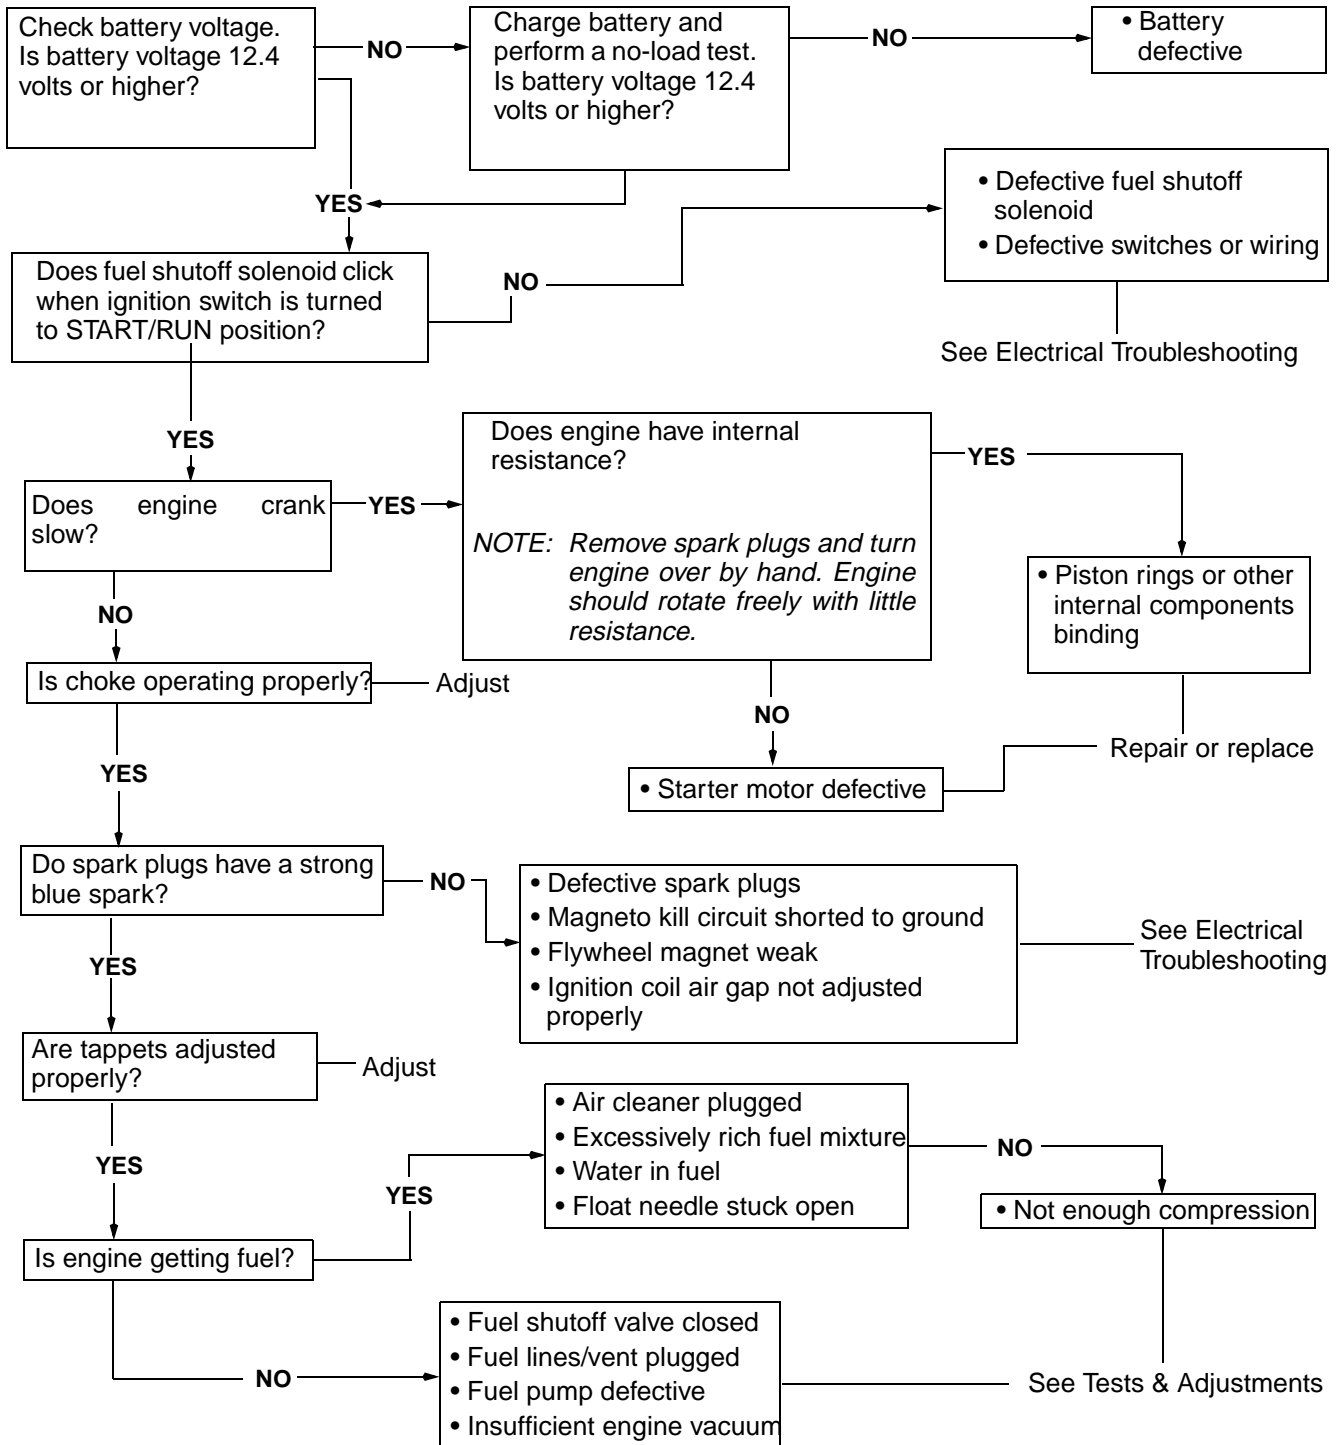 Check battery voltage.
Is battery voltage 12.4
volts or higher?
NO
Charge battery and
perform a no-load test.
Is battery voltage 12.4
volts or higher?
NO
• Battery
defective
YES
• Defective fuel shutoff
solenoid
• Defective switches or wiring
Does fuel shutoff solenoid click
when ignition switch is turned
to START/RUN position?
NO
See Electrical Troubleshooting
YES
Does engine have internal
resistance?
NOTE: Remove spark plugs and turn
engine over by hand. Engine
should rotate freely with little
resistance.
YES
Does engine crank
slow?
YES
• Piston rings or other
internal components
binding
NO
Is choke operating properly?
Adjust
NO
Repair or replace
YES
• Starter motor defective
Do spark plugs have a strong
blue spark?
NO
• Defective spark plugs
• Magneto kill circuit shorted to ground
• Flywheel magnet weak
• Ignition coil air gap not adjusted
properly
See Electrical
Troubleshooting
YES
Are tappets adjusted
properly?
Adjust
• Air cleaner plugged
• Excessively rich fuel mixture
• Water in fuel
• Float needle stuck open
NO
YES
YES
• Not enough compression
Is engine getting fuel?
• Fuel shutoff valve closed
• Fuel lines/vent plugged
• Fuel pump defective
• Insufficient engine vacuum
NO
See Tests & Adjustments